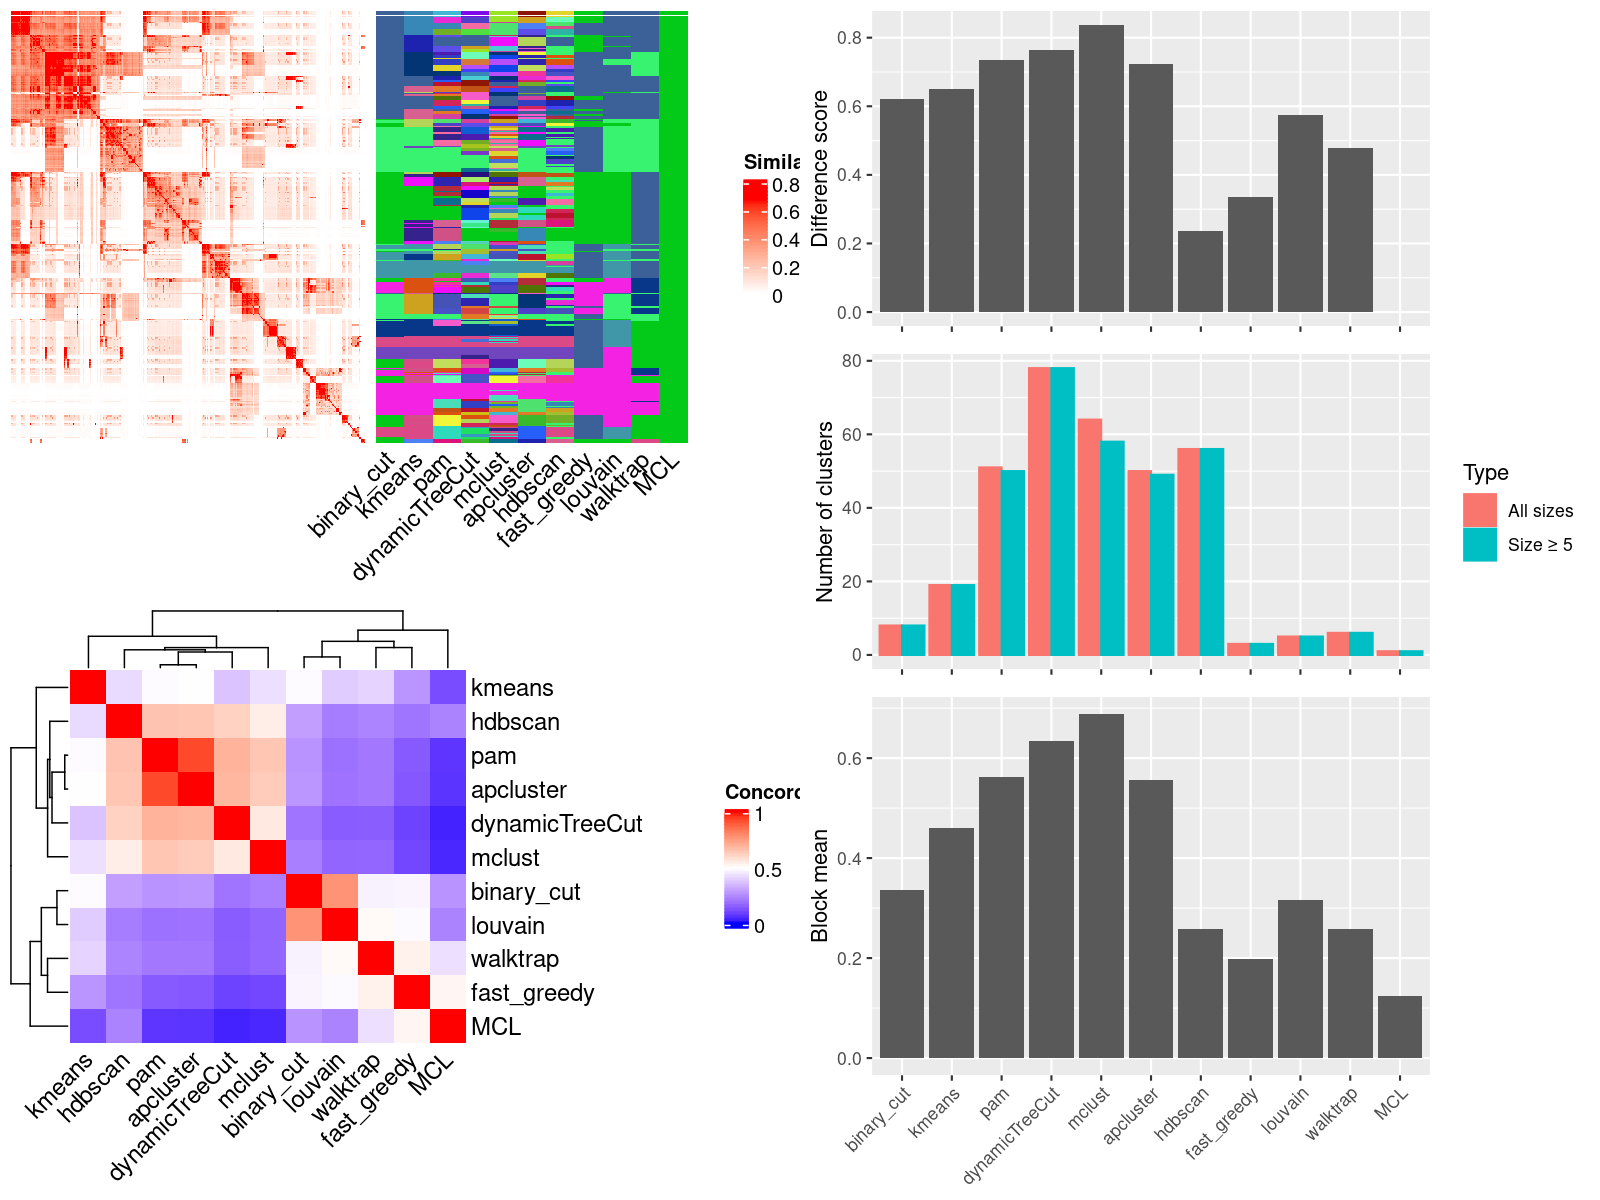 Simila
0.8
0.6
0.4
0.2
0
binary_cut
kmeans
pam
dynamicTreeCut
mclust
apcluster
hdbscan
fast_greedy
louvain
walktrap
MCL
kmeans
hdbscan
pam
apcluster
dynamicTreeCut
mclust
binary_cut
louvain
walktrap
fast_greedy
MCL
kmeans
hdbscan
pam
apcluster
dynamicTreeCut
mclust
binary_cut
louvain
walktrap
fast_greedy
MCL
Concord
1
0.5
0
Difference score
0.8
0.6
0.4
0.2
0.0
Number of clusters
80
60
40
20
0
Type
All sizes
Size ≥ 5
Block mean
0.6
0.4
0.2
0.0
binary_cut
kmeans
pam
dynamicTreeCut
mclust
apcluster
hdbscan
fast_greedy
louvain
walktrap
MCL